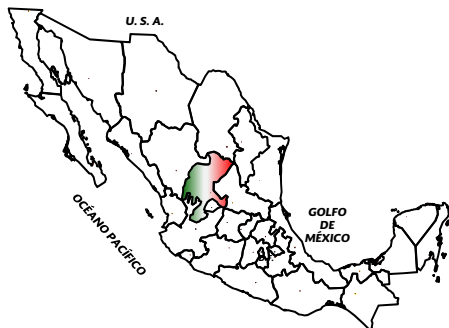 U. S. A.
OCÉANO PACÍFICO
GOLFO
DE
MÉXICO